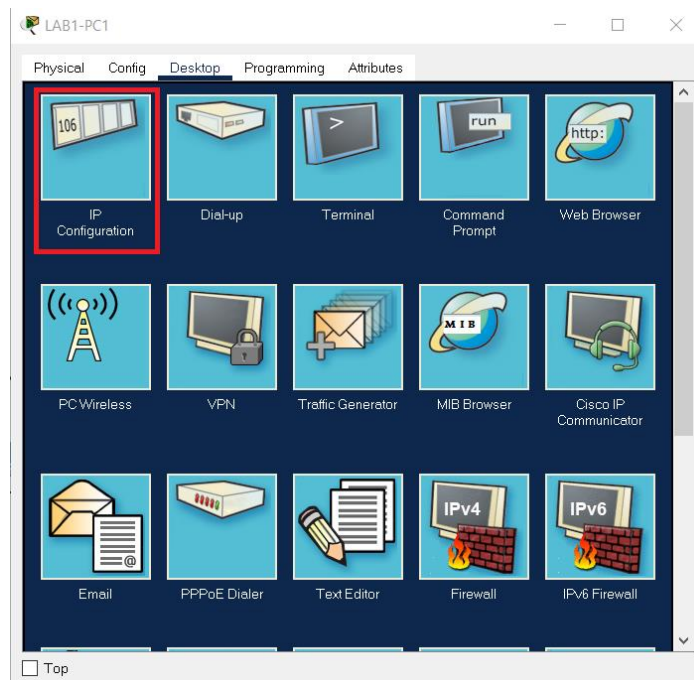 LAB1-PC1
Physical Config Desktop Programming Attributes
106
> 
run
http:
IP
Configuration
Dial-up
Terminal
Command
Prompt
Web Browser
MIB
PC Wireless
VPN
Traffic Generator
MIB Browser
Cisco IP
Communicator
@
IPv4
IPv6
Email
PPPoE Dialer
Text Editor
Firewall
IPv6 Firewall
Top